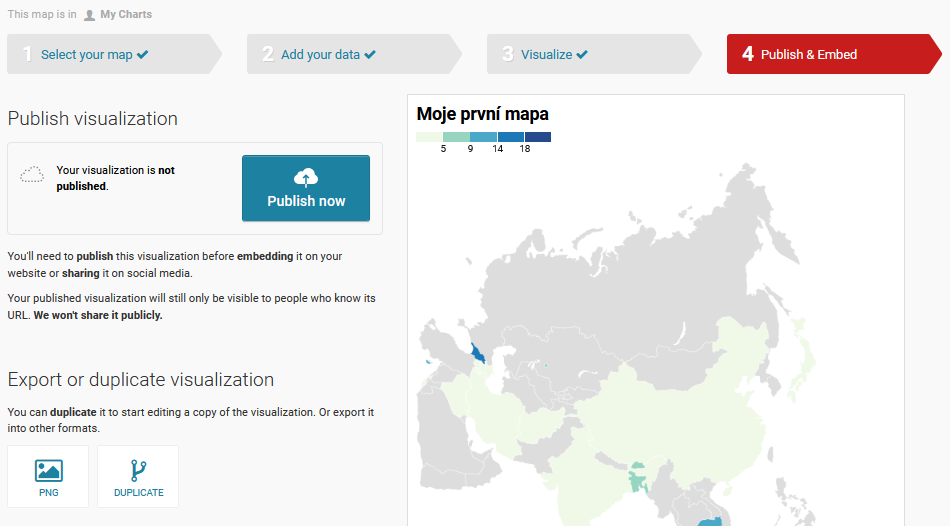 This map is in My Charts
1 Select your map
2 Add your data
3 Visualize
4 Publish & Embed
Publish visualization
Your visualization is not
published.
Publish now
You'll need to publish this visualization before embedding it on your
website or sharing it on social media.
Your published visualization will still only be visible to people who know its
URL. We won't share it publicly.
Export or duplicate visualization
You can duplicate it to start editing a copy of the visualization. Or export it
into other formats.
PNG
DUPLICATE
Moje první mapa
5 9 14 18